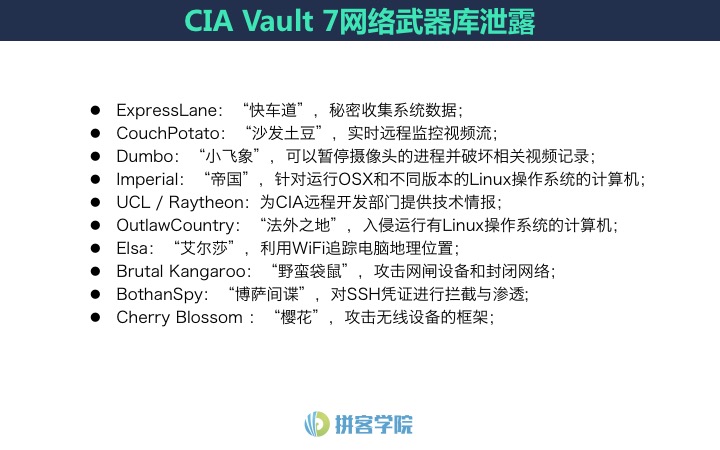 CIA Vault 7网络武器库泄露
● ExpressLane：“快车道”，秘密收集系统数据；
● CouchPotato：“沙发土豆”，实时远程监控视频流；
● Dumbo：“小飞象”，可以暂停摄像头的进程并破坏相关视频记录；
● Imperial：“帝国”，针对运行OSX和不同版本的Linux操作系统的计算机；
● UCL / Raytheon：为CIA远程开发部门提供技术情报；
● OutlawCountry：“法外之地”，入侵运行有Linux操作系统的计算机；
● Elsa：“艾尔莎”，利用WiFi追踪电脑地理位置；
● Brutal Kangaroo：“野蛮袋鼠”，攻击网闸设备和封闭网络；
● BothanSpy：“博萨间谍”，对SSH凭证进行拦截与渗透；
● Cherry Blossom ：“樱花”，攻击无线设备的框架；
拼客学院